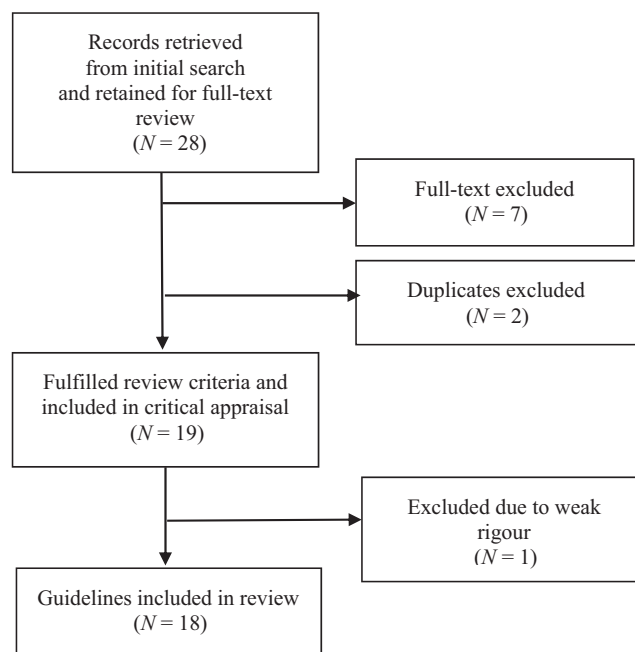 Records retrieved
from initial search
and retained for full-text
review
(N = 28)
Full-text excluded
(N = 7)
Duplicates excluded
(N = 2)
Fulfilled review criteria and
included in critical appraisal
(N = 19)
Excluded due to weak
rigour
(N = 1)
Guidelines included in review
(N = 18)